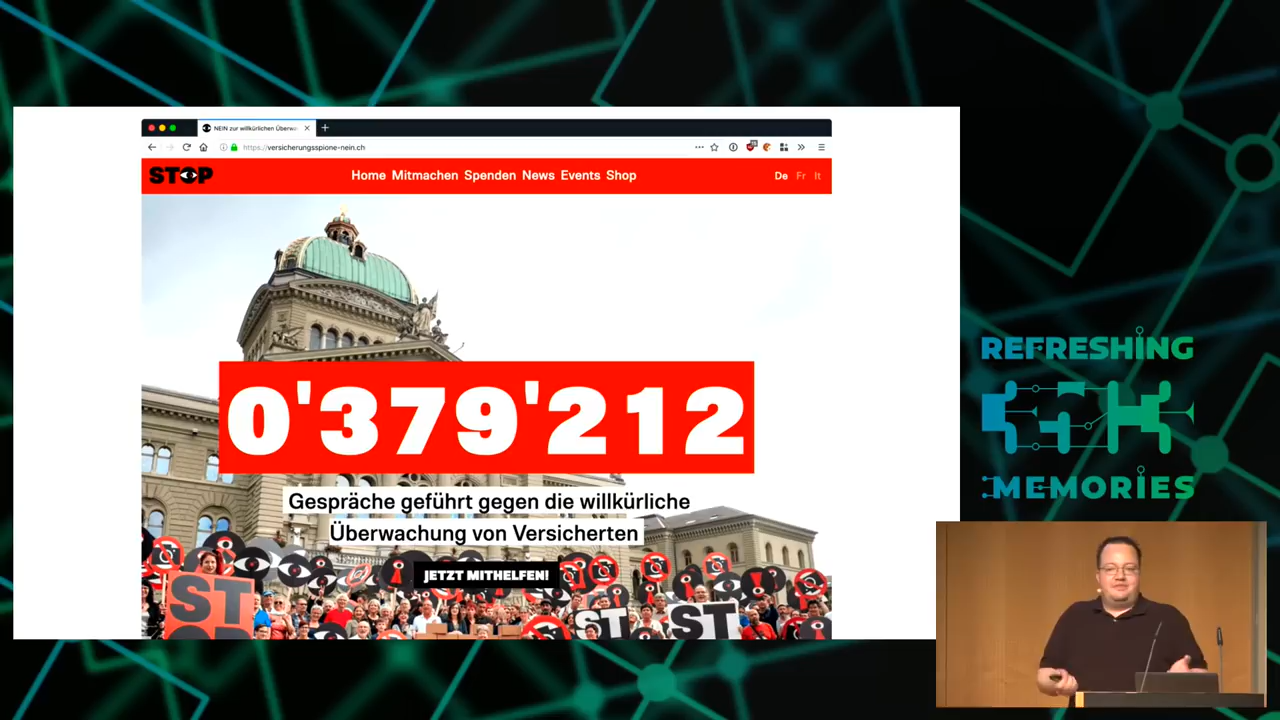 NEIN zur willkürlichen Überwa
https://versicherungsspione-nein.ch
STOP
Home Mitmachen Spenden News Events Shop
De Fr It
0'379'212
Gespräche geführt gegen die willkürliche
Überwachung von Versicherten
JETZT MITHELFEN!
ST
ST
ST
REFRESHING
:MEMORIES